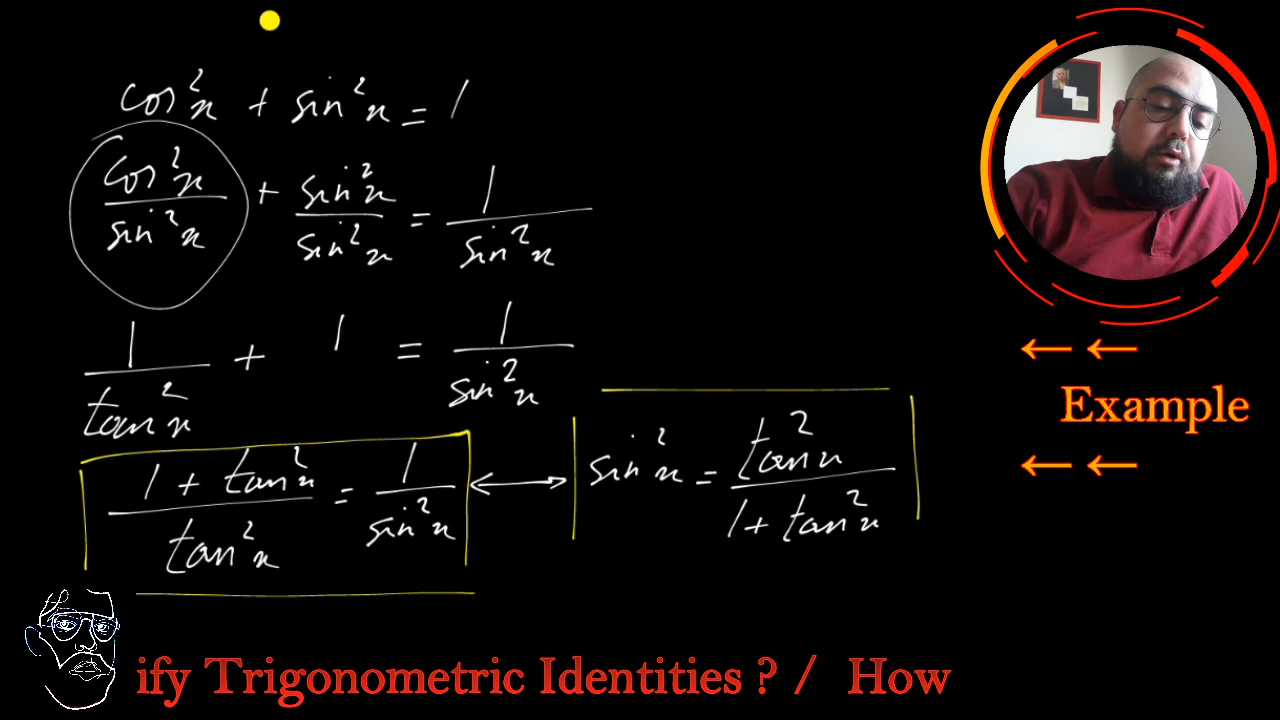 cos²x + sin²x = 1
cos²x/sin²x + sin²x/sin²x = 1/sin²x
1/tan²x + 1 = 1/sin²x
(1 + tan²x)/tan²x = 1/sin²x ↔ sin²x = tan²x/(1 + tan²x)
← ←
Example
← ←
ify Trigonometric Identities ? / How